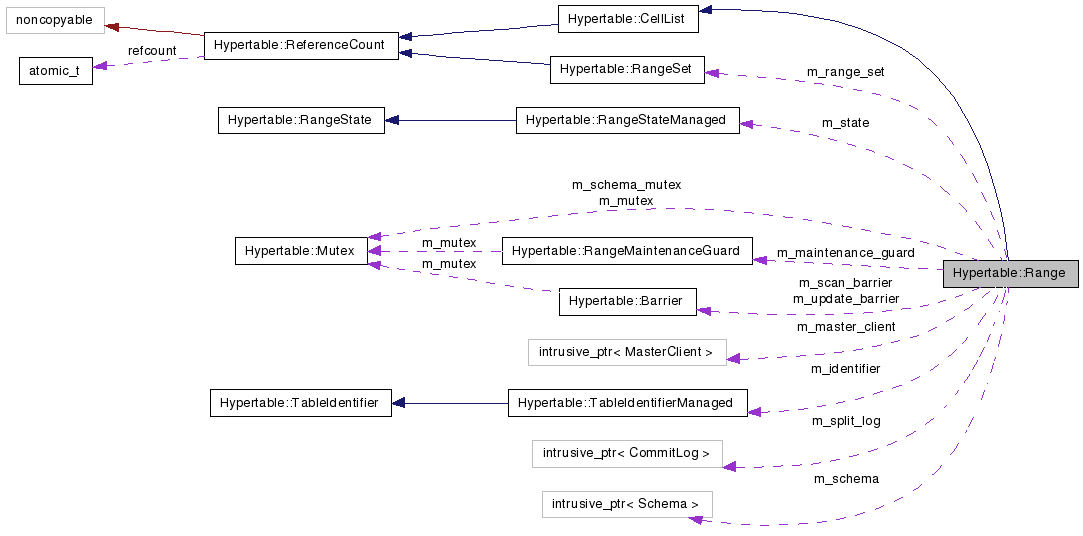 noncopyable
Hypertable::CellList
refcount
Hypertable::ReferenceCount
atomic_t
Hypertable::RangeSet
m_range_set
Hypertable::RangeState
Hypertable::RangeStateManaged
m_state
m_schema_mutex
m_mutex
Hypertable::Mutex
m_mutex
Hypertable::RangeMaintenanceGuard
m_maintenance_guard
m_mutex
Hypertable::Range
Hypertable::Barrier
m_scan_barrier
m_update_barrier
m_master_client
intrusive_ptr< MasterClient >
m_identifier
Hypertable::TableIdentifier
Hypertable::TableIdentifierManaged
m_split_log
intrusive_ptr< CommitLog >
m_schema
intrusive_ptr< Schema >